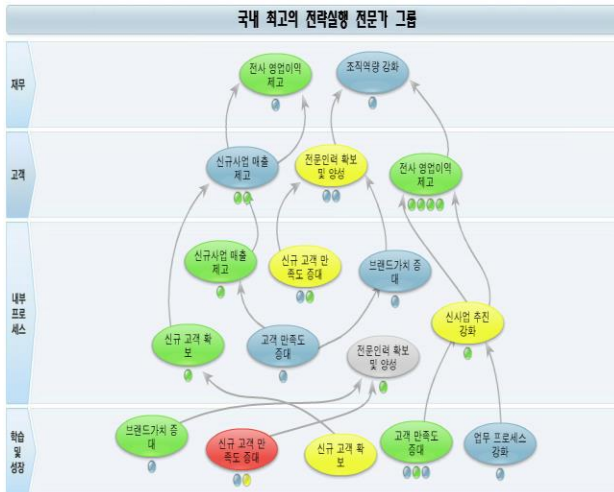 국내 최고의 전략실행 전문가 그룹
재무
전사 영업이익
제고
조직역량 강화
고객
신규사업 매출
제고
전문인력 확보
및 양성
전사 영업이익
제고
내부
프로
세스
신규사업 매출
제고
신규 고객 만
족도 증대
브랜드가치 증
대
신규 고객 확
보
고객 만족도
증대
전문인력 확보
및 양성
신사업 추진
강화
학습
및
성장
브랜드가치 증
대
신규 고객 만
족도 증대
신규 고객 확
보
고객 만족도
증대
업무 프로세스
강화